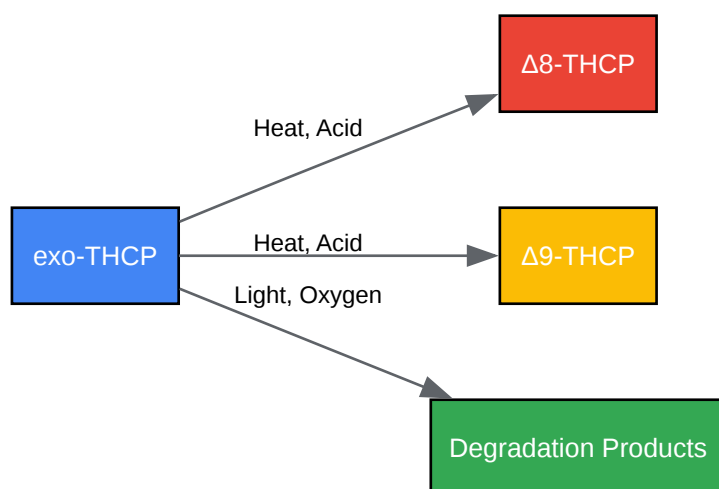 Δ8-THCP
Heat, Acid
exo-THCP
Heat, Acid
Δ9-THCP
Light, Oxygen
Degradation Products